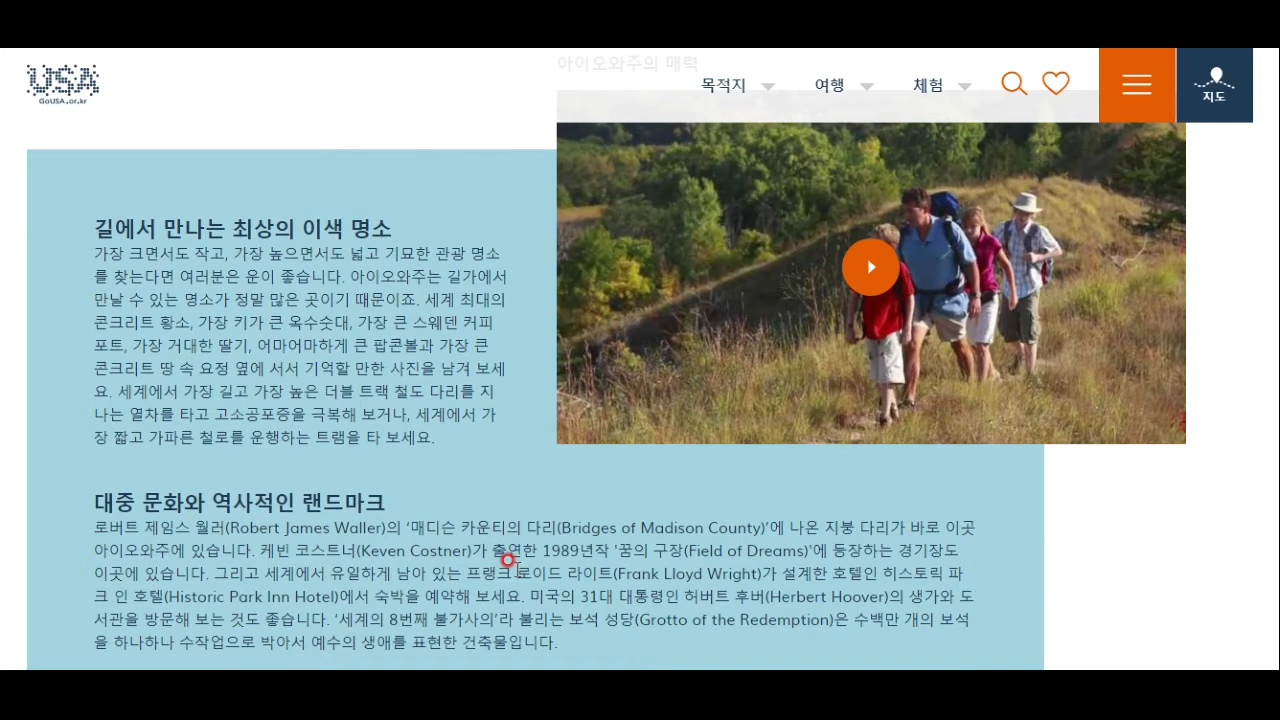 아이오와주의 매력
USA
GoUSA.or.kr
목적지
여행
체험
지도
길에서 만나는 최상의 이색 명소
가장 크면서도 작고, 가장 높으면서도 넓고 기묘한 관광 명소
를 찾는다면 여러분은 운이 좋습니다. 아이오와주는 길가에서
만날 수 있는 명소가 정말 많은 곳이기 때문이죠. 세계 최대의
콘크리트 황소, 가장 키가 큰 옥수숫대, 가장 큰 스웨덴 커피
포트, 가장 거대한 딸기, 어마어마하게 큰 팝콘볼과 가장 큰
콘크리트 땅 속 요정 옆에 서서 기억할 만한 사진을 남겨 보세
요. 세계에서 가장 길고 가장 높은 더블 트랙 철도 다리를 지
나는 열차를 타고 고소공포증을 극복해 보거나, 세계에서 가
장 짧고 가파른 철로를 운행하는 트램을 타 보세요.
대중 문화와 역사적인 랜드마크
로버트 제임스 월러(Robert James Waller)의 ‘매디슨 카운티의 다리(Bridges of Madison County)’에 나온 지붕 다리가 바로 이곳
아이오와주에 있습니다. 케빈 코스트너(Keven Costner)가 출연한 1989년작 '꿈의 구장(Field of Dreams)'에 등장하는 경기장도
이곳에 있습니다. 그리고 세계에서 유일하게 남아 있는 프랭크 로이드 라이트(Frank Lloyd Wright)가 설계한 호텔인 히스토릭 파
크 인 호텔(Historic Park Inn Hotel)에서 숙박을 예약해 보세요. 미국의 31대 대통령인 허버트 후버(Herbert Hoover)의 생가와 도
서관을 방문해 보는 것도 좋습니다. ‘세계의 8번째 불가사의’라 불리는 보석 성당(Grotto of the Redemption)은 수백만 개의 보석
을 하나하나 수작업으로 박아서 예수의 생애를 표현한 건축물입니다.